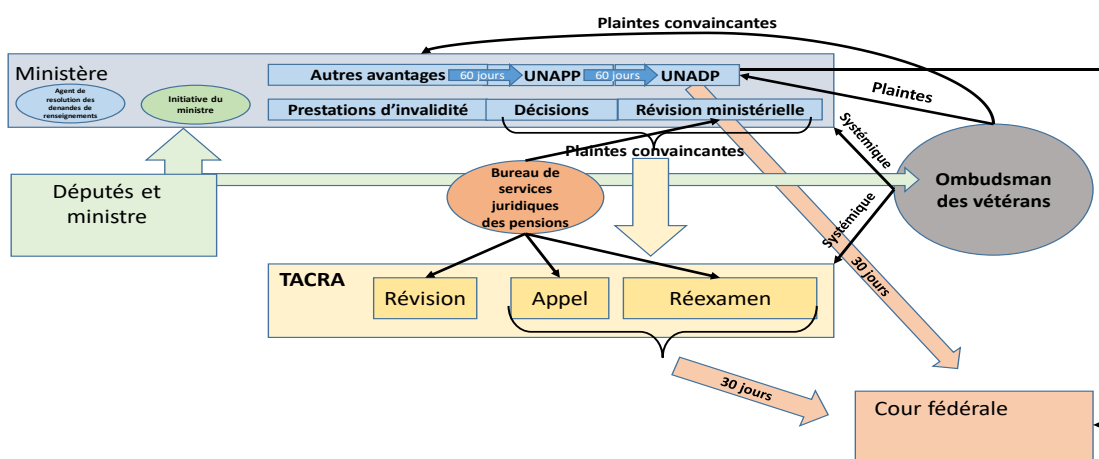 Plaintes convaincantes
Ministère
Autres avantages
60 jours
UNAPP
60 jours
UNADP
Agent de
resolution des
demandes de
renseignements
Initiative du
ministre
Plaintes
Prestations d'invalidité
Décisions
Révision ministérielle
Systémique
Plaintes convaincantes
Députés et
ministre
Bureau de
services
juridiques
des pensions
Ombudsman
des vétérans
Systémique
TACRA
30 jours
Révision
Appel
Réexamen
30 jours
Cour fédérale